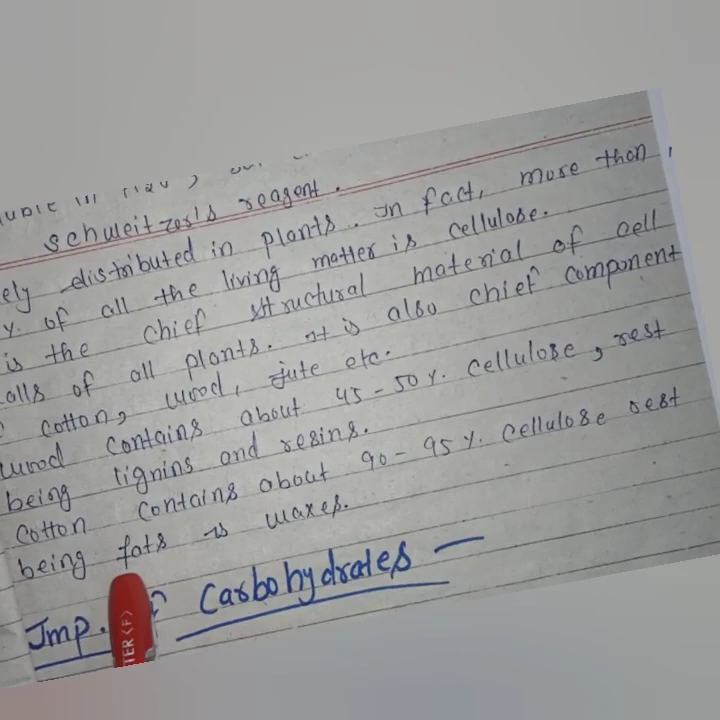 schweitzer's reagent.
ely distributed in plants. In fact, more than
y. of all the living matter is cellulose.
is the chief structural material of cell
alls of all plants. It is also chief component
cotton, wood, jute etc.
wood contains about 45-50 y. cellulose, rest
being lignins and resins.
Cotton contains about 90-95 y. cellulose rest
being fats & waxes.
Imp. Carbohydrates —
TER <F>